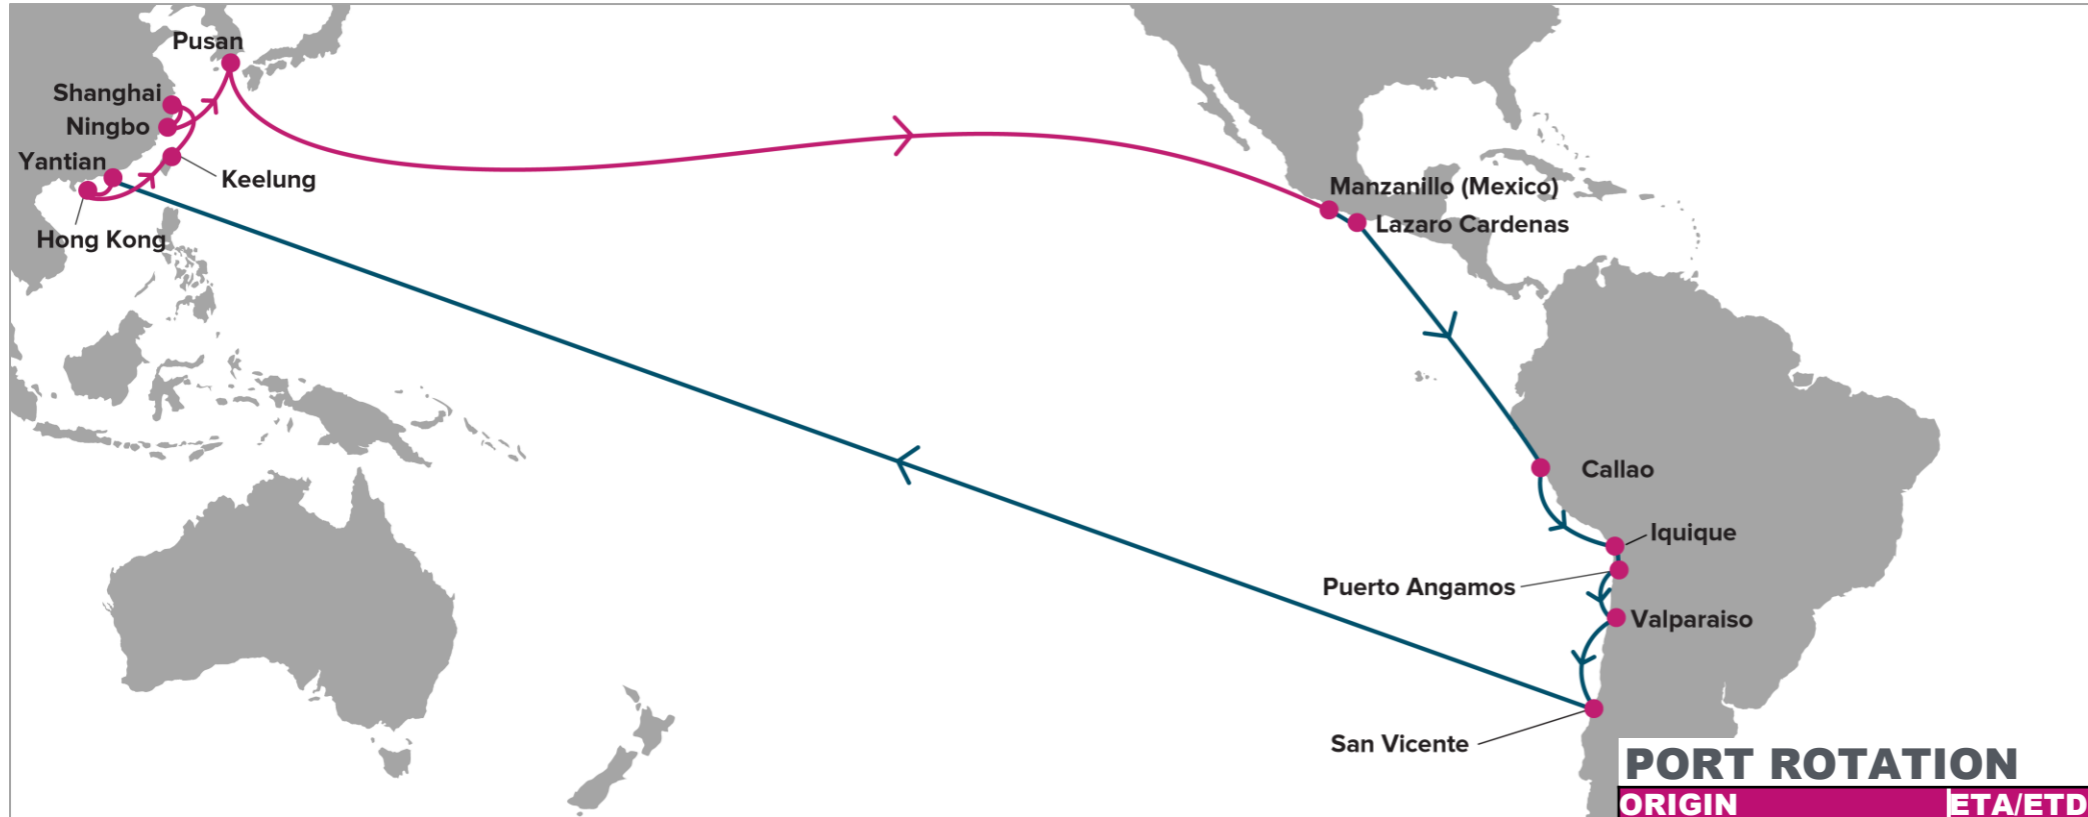 Pusan
Shanghai
Ningbo
Yantian
Keelung
Hong Kong
Manzanillo (Mexico)
Lazaro Cardenas
Callao
Iquique
Puerto Angamos
Valparaiso
San Vicente
PORT ROTATION
ORIGIN ETA/ETD